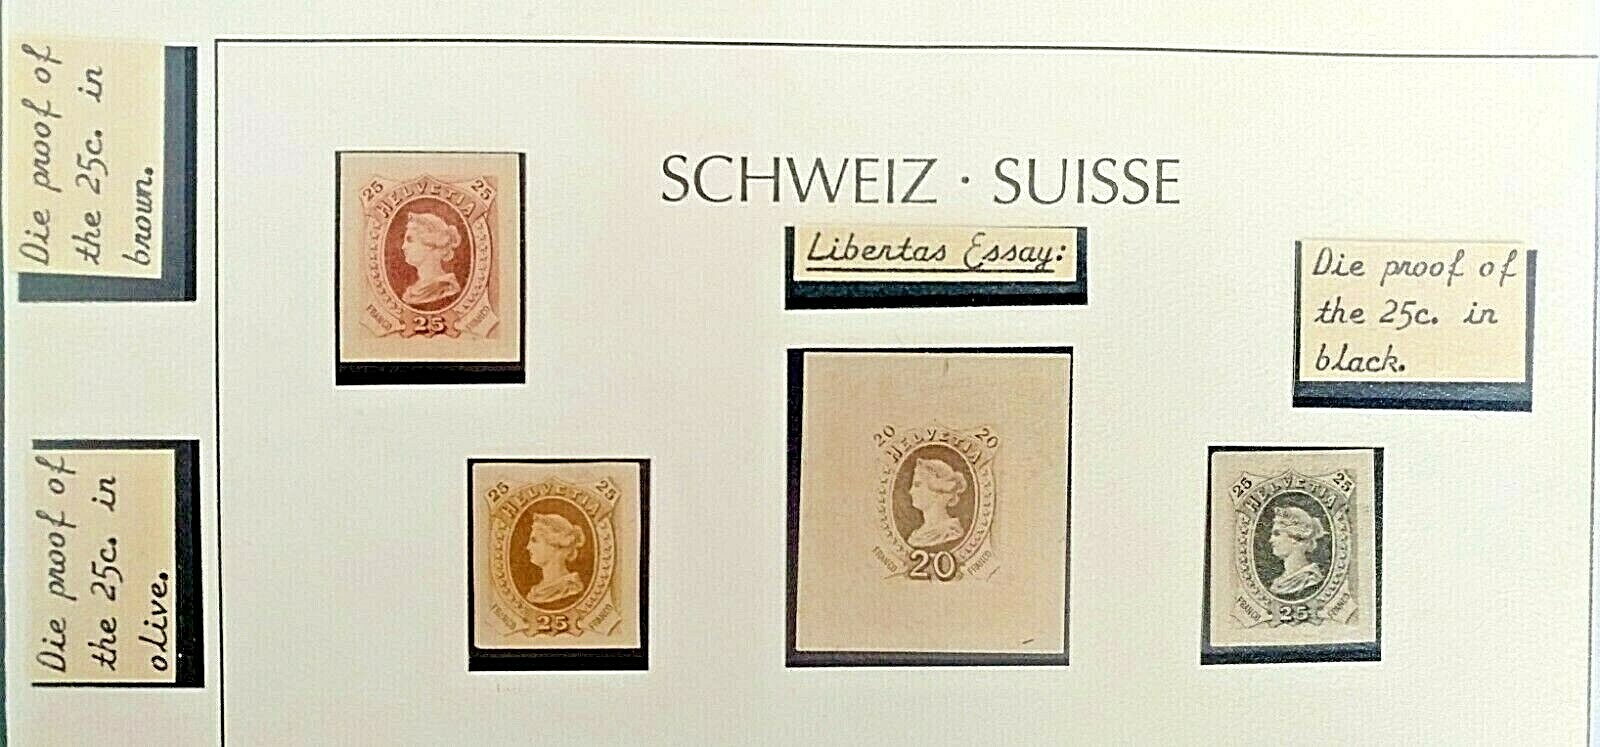 Die proof of
the 25c. in
brown.
Die proof of
the 25c. in
olive.
SCHWEIZ · SUISSE
Libertas Essay:
Die proof of
the 25c. in
black.
25 25
HELVETIA
FRANCO 25
25 25
HELVETIA
FRANCO 25 FRANCO
20 20
HELVETIA
FRANCO 20 FRANCO
25 25
HELVETIA
FRANCO 25 FRANCO